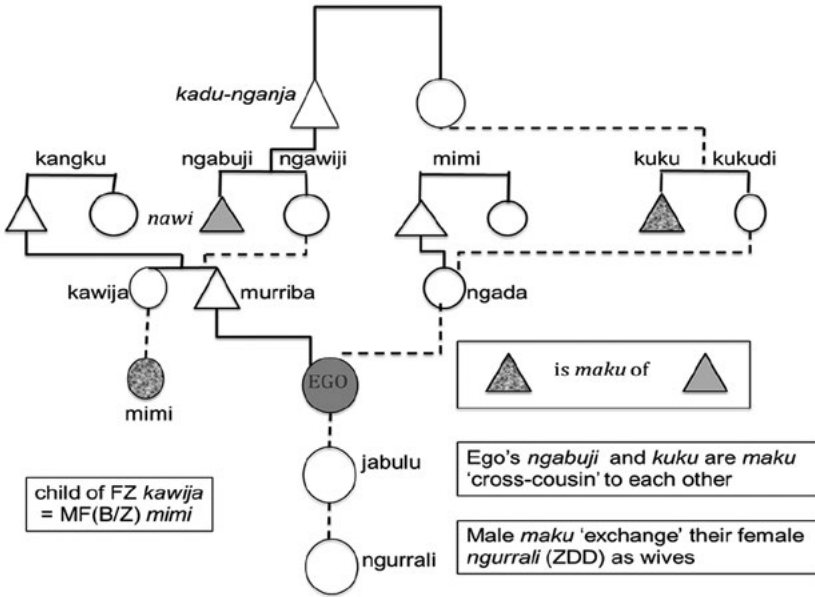 kadu-nganja
kangku
ngabuji
ngawiji
mimi
kuku
kukudi
nawi
kawija
murriba
ngada
EGO
is maku of
mimi
jabulu
Ego's ngabuji and kuku are maku
'cross-cousin' to each other
child of FZ kawija
= MF(B/Z) mimi
ngurrali
Male maku 'exchange' their female
ngurrali (ZDD) as wives